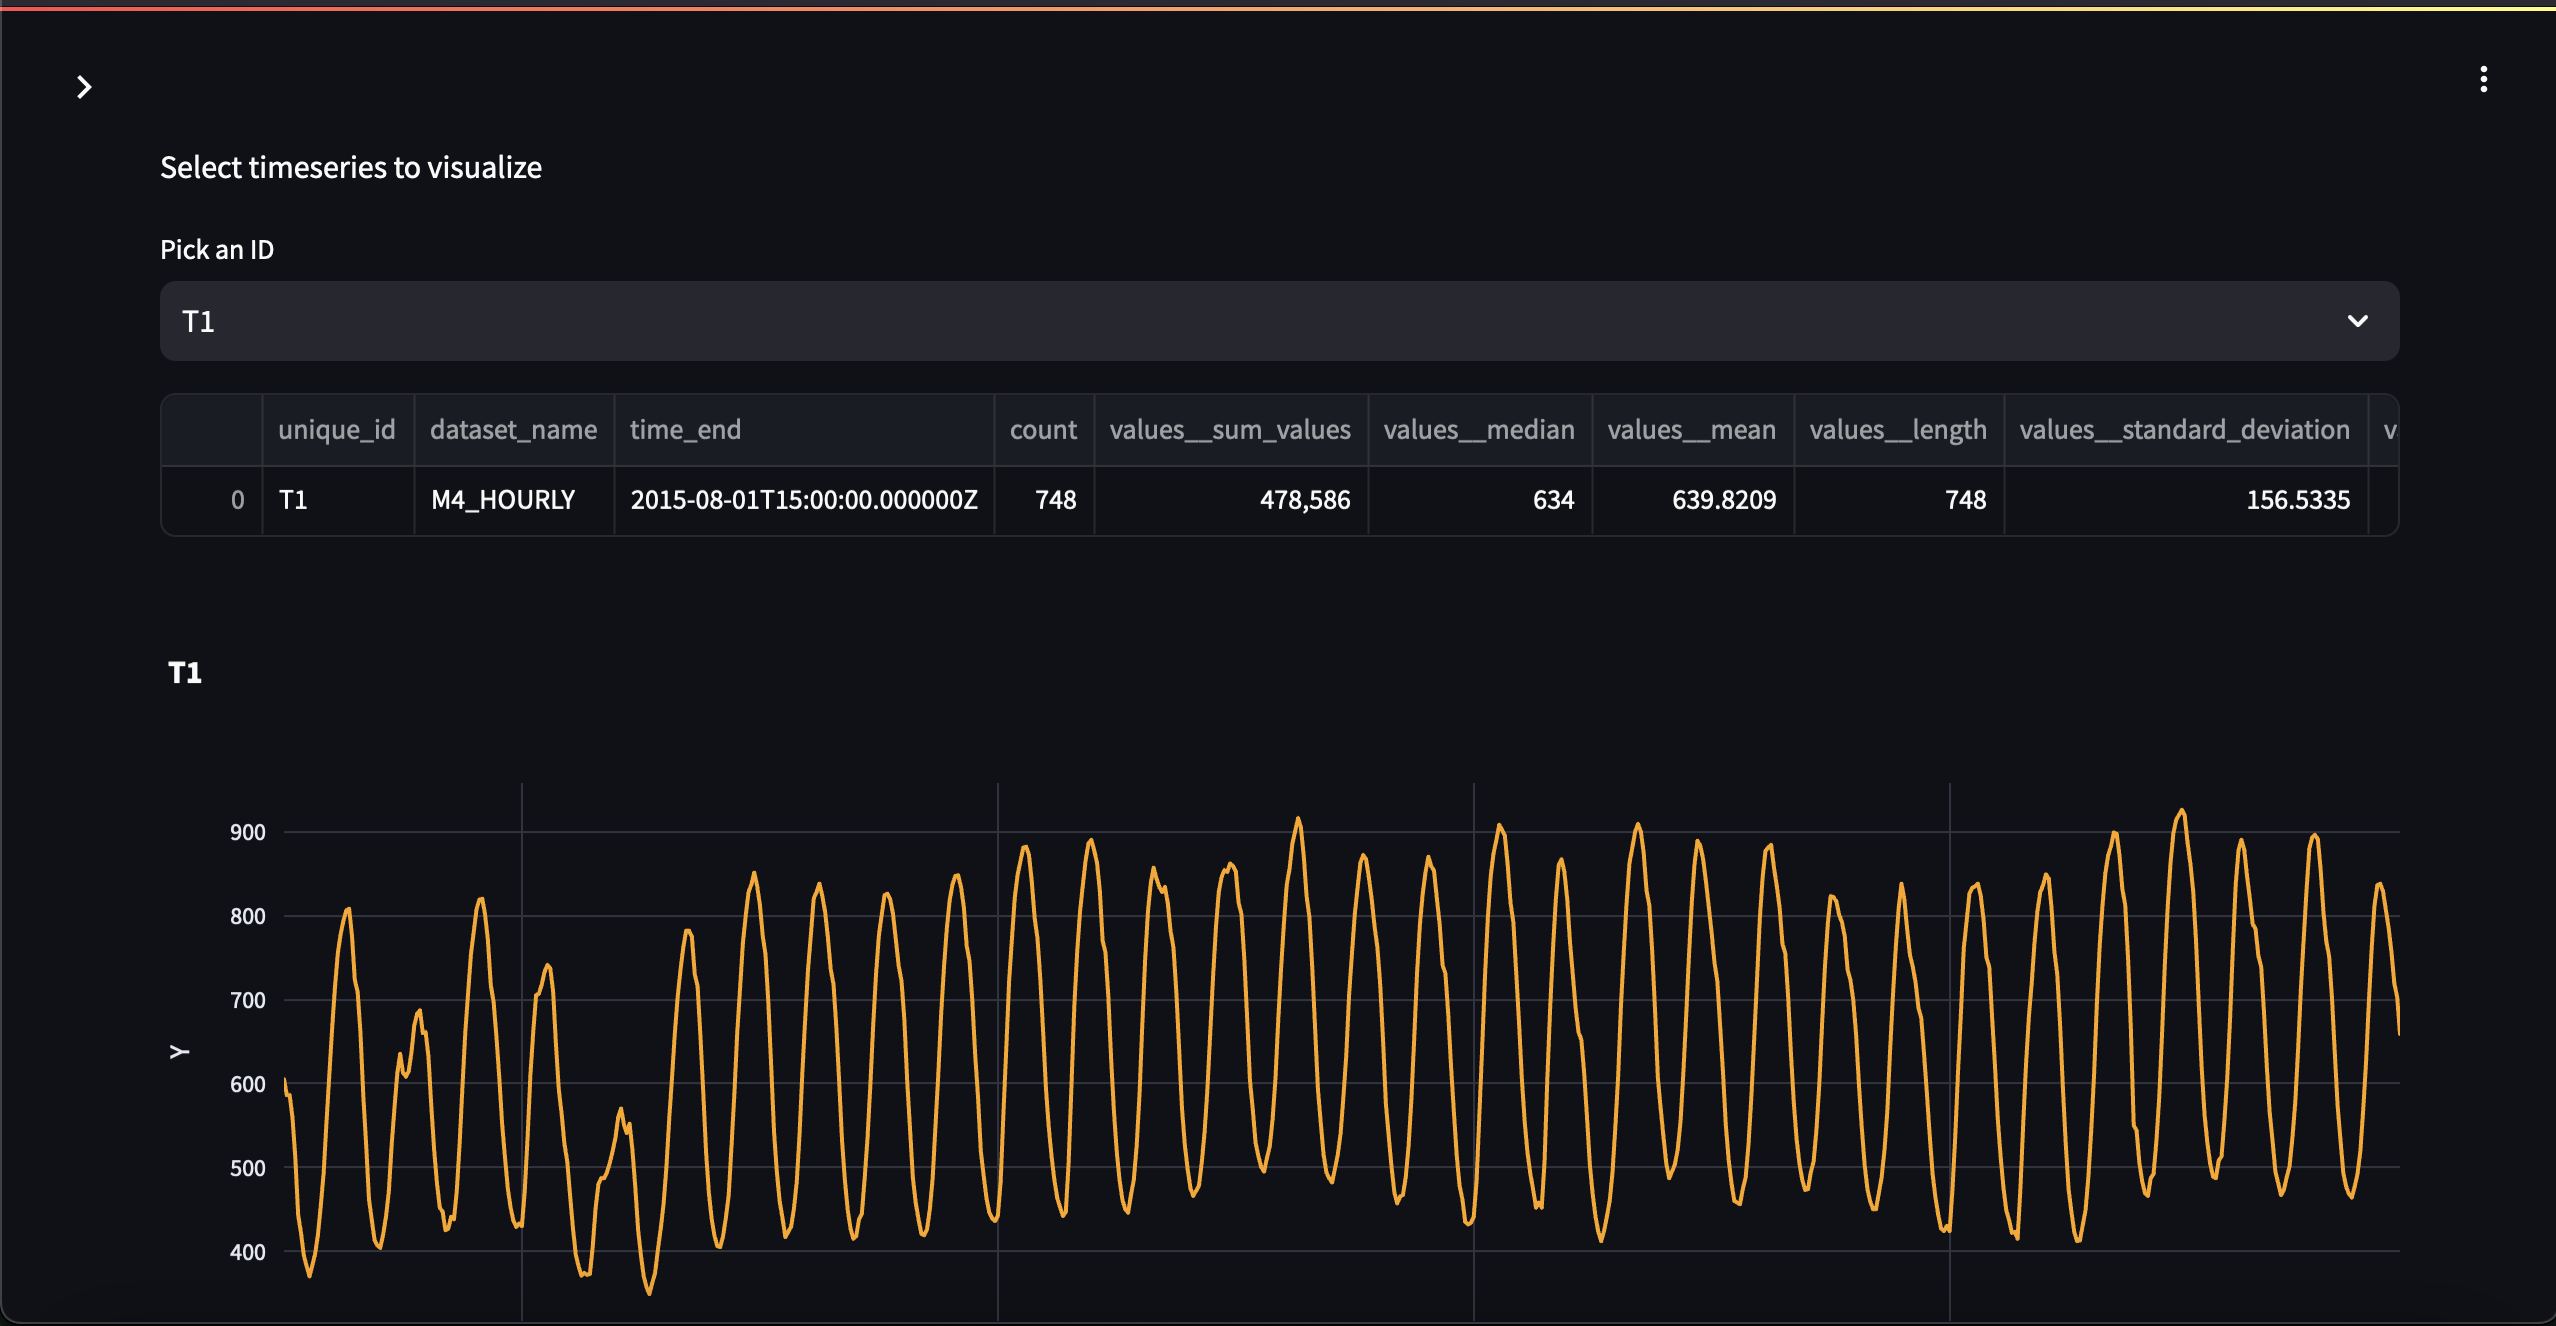 Select timeseries to visualize
Pick an ID
T1
unique_id dataset_name time_end count values__sum_values values__median values__mean values__length values__standard_deviation
0 T1 M4_HOURLY 2015-08-01T15:00:00.000000Z 748 478,586 634 639.8209 748 156.5335
T1
900
800
700
Y
600
500
400